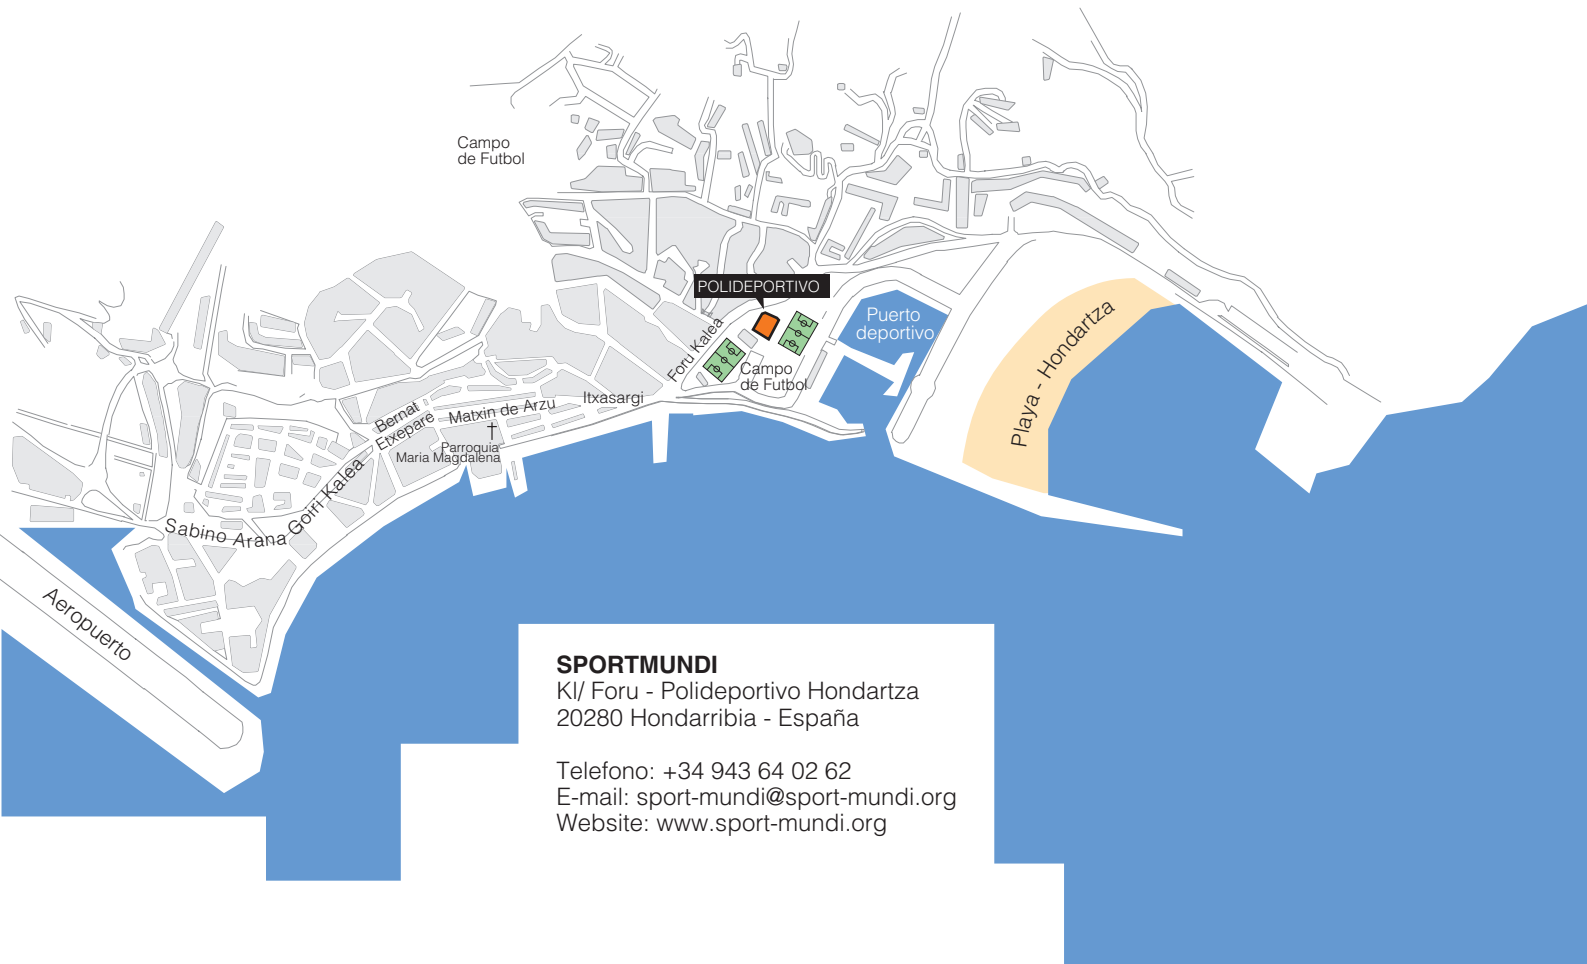 Campo
de Futbol
POLIDEPORTIVO
Puerto
deportivo
Playa - Hondartza
Foru Kalea
Campo
de Futbol
Itxasargi
Matxin de Arzu
Bernat
Etxepare
Parroquia
Maria Magdalena
Goiri Kalea
Sabino Arana
Aeropuerto
SPORTMUNDI
Kl/ Foru - Polideportivo Hondartza
20280 Hondarribia - España
Telefono: +34 943 64 02 62
E-mail: sport-mundi@sport-mundi.org
Website: www.sport-mundi.org